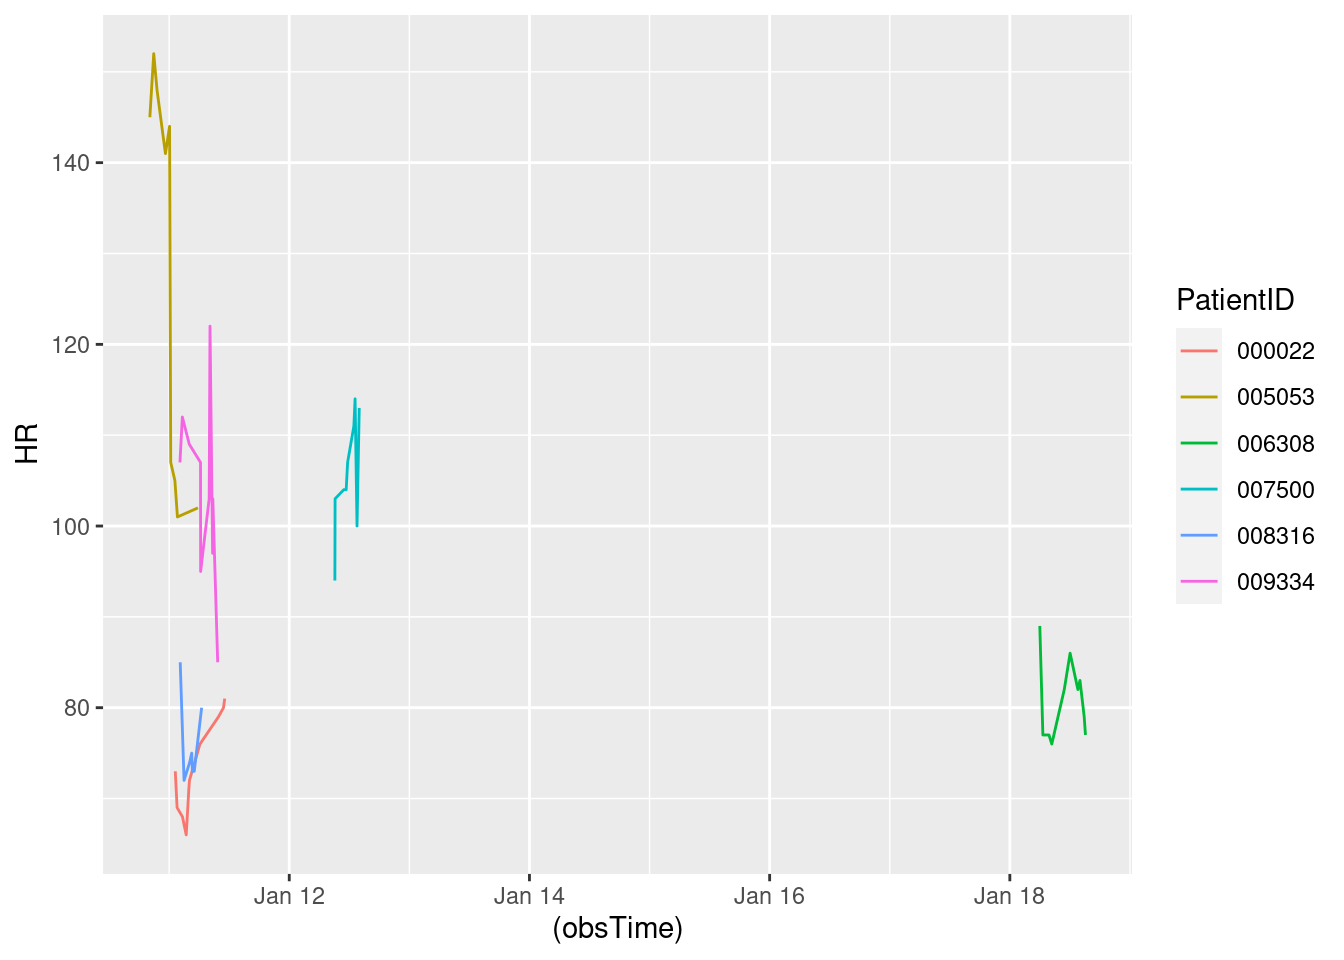 140
120
100
80
HR
Jan 12
Jan 14
Jan 16
Jan 18
(obsTime)
PatientID
000022
005053
006308
007500
008316
009334